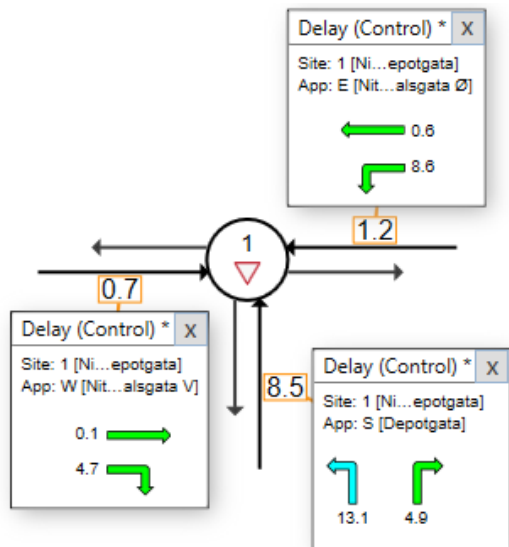 Delay (Control) * X
Site: 1 [Ni...epotgata]
App: E [Nit...alsgata Ø]
0.6
8.6
1
1.2
0.7
Delay (Control) * X
Site: 1 [Ni...epotgata]
App: W [Nit...alsgata V]
0.1
4.7
8.5
Delay (Control) * X
Site: 1 [Ni...epotgata]
App: S [Depotgata]
13.1 4.9